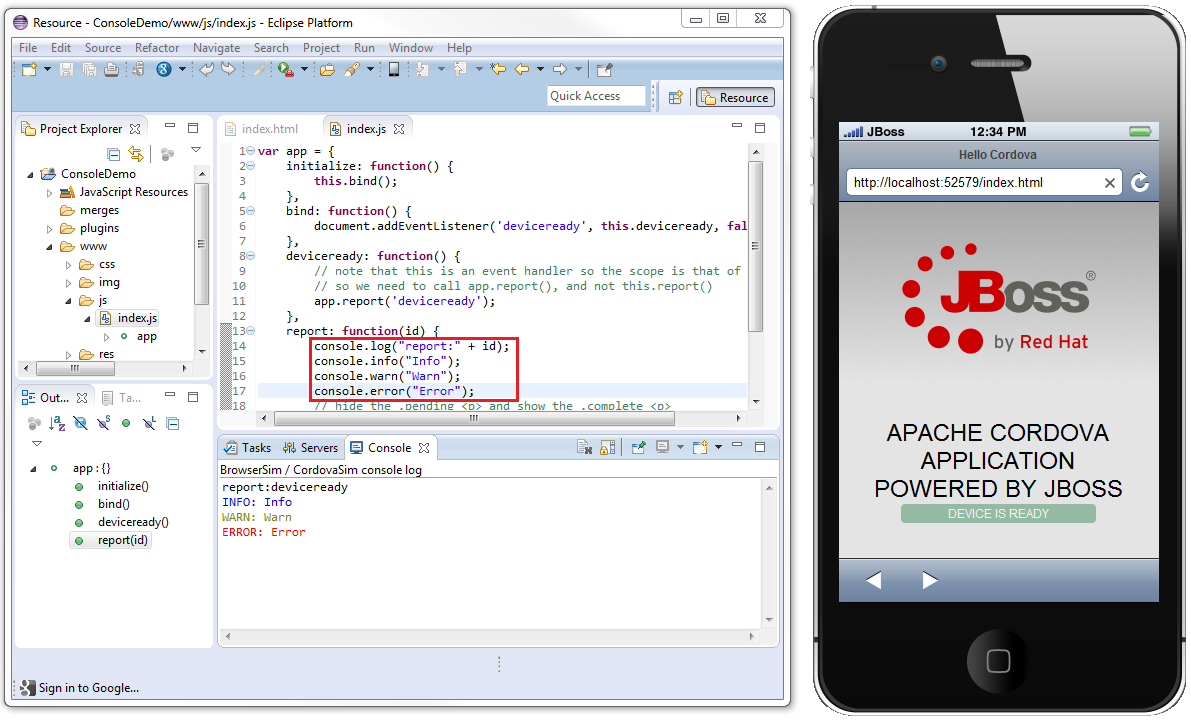 Resource - ConsoleDemo/www/js/index.js - Eclipse Platform
File Edit Source Refactor Navigate Search Project Run Window Help
Quick Access
Resource
Project Explorer
ConsoleDemo
JavaScript Resources
merges
plugins
www
css
img
js
index.js
app
res
index.html
index.js
1 var app = {
2 initialize: function() {
3 this.bind();
4 },
5 bind: function() {
6 document.addEventListener('deviceready', this.deviceready, fal
7 },
8 deviceready: function() {
9 // note that this is an event handler so the scope is that of
10 // so we need to call app.report(), and not this.report()
11 app.report('deviceready');
12 },
13 report: function(id) {
14 console.log("report:" + id);
15 console.info("Info");
16 console.warn("Warn");
17 console.error("Error");
18 // hide the .pending <p> and show the .complete <p>
Out...
Ta...
app : {}
initialize()
bind()
deviceready()
report(id)
Tasks
Servers
Console
BrowserSim / CordovaSim console log
report:deviceready
INFO: Info
WARN: Warn
ERROR: Error
Sign in to Google...
JBoss 12:34 PM
Hello Cordova
http://localhost:52579/index.html
JBoss®
by Red Hat
APACHE CORDOVA
APPLICATION
POWERED BY JBOSS
DEVICE IS READY